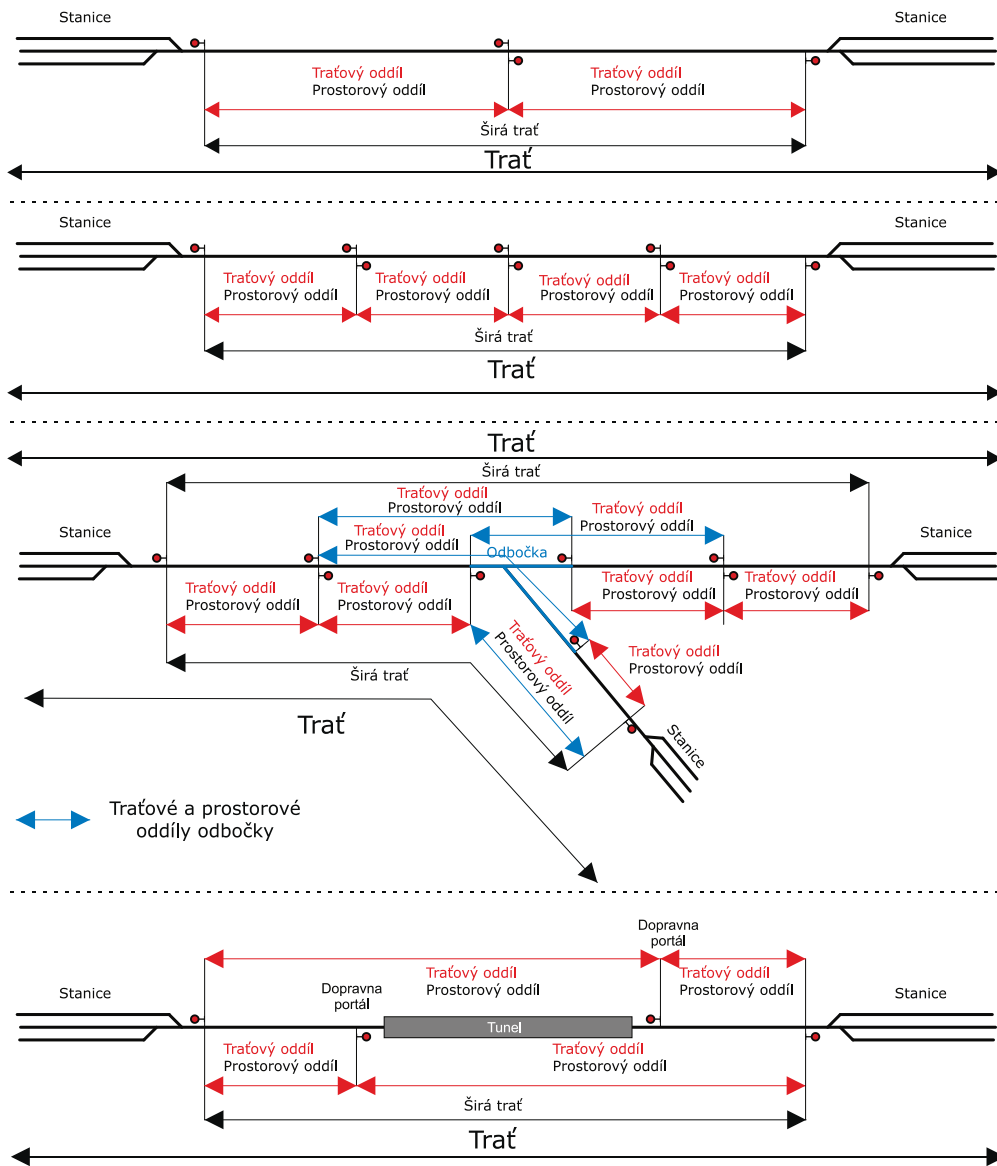 Stanice
Stanice
Traťový oddíl
Prostorový oddíl
Traťový oddíl
Prostorový oddíl
Širá trať
Trať
Stanice
Stanice
Traťový oddíl
Prostorový oddíl
Traťový oddíl
Prostorový oddíl
Traťový oddíl
Prostorový oddíl
Traťový oddíl
Prostorový oddíl
Širá trať
Trať
Trať
Širá trať
Traťový oddíl
Prostorový oddíl
Traťový oddíl
Prostorový oddíl
Traťový oddíl
Prostorový oddíl
Stanice
Stanice
Odbočka
Traťový oddíl
Prostorový oddíl
Traťový oddíl
Prostorový oddíl
Traťový oddíl
Prostorový oddíl
Traťový oddíl
Prostorový oddíl
Traťový oddíl
Prostorový oddíl
Traťový oddíl
Prostorový oddíl
Širá trať
Trať
Stanice
Traťové a prostorové
oddíly odbočky
Dopravna
portál
Traťový oddíl
Prostorový oddíl
Traťový oddíl
Prostorový oddíl
Stanice
Dopravna
portál
Stanice
Tunel
Traťový oddíl
Prostorový oddíl
Traťový oddíl
Prostorový oddíl
Širá trať
Trať